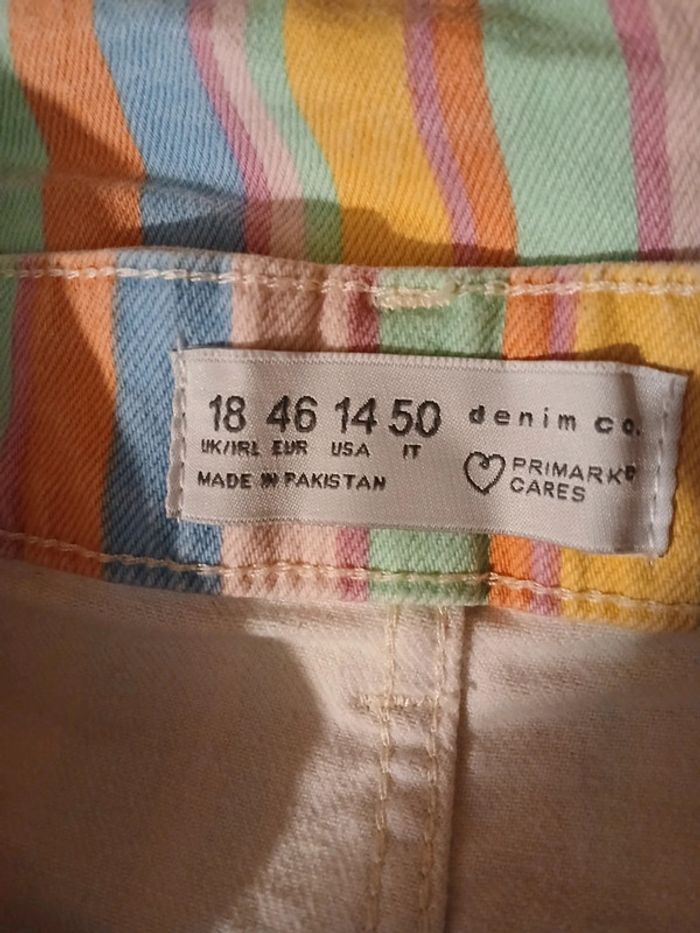 18 46 14 50
UK/IRL EUR USA IT
MADE IN PAKISTAN
denim co.
PRIMARK®
CARES